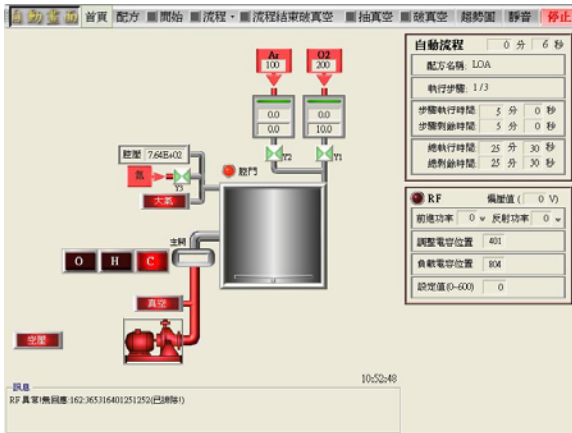 自動畫面 首頁 配方 開始 流程 流程結束破真空 抽真空 破真空 趨勢圖 靜音 停止
自動流程 0 分 6 秒
配方名稱: LOA
執行步驟: 1/3
步驟執行時間: 5 分 0 秒
步驟剩餘時間: 5 分 0 秒
總執行時間: 25 分 30 秒
總剩餘時間: 25 分 30 秒
Ar
100
O2
200
0.0
0.0
0.0
10.0
Y2
Y1
腔壓 7.64E+02
氮
Y3
大氣
腔門
主閥
O H C
真空
空壓
RF 偏壓值( 0 V)
前進功率 0 w 反射功率 0 w
調整電容位置 401
負載電容位置 804
設定值(0~600) 0
10:52:48
訊息
RF 異常!無回應:162;365316401251252(已排除!)